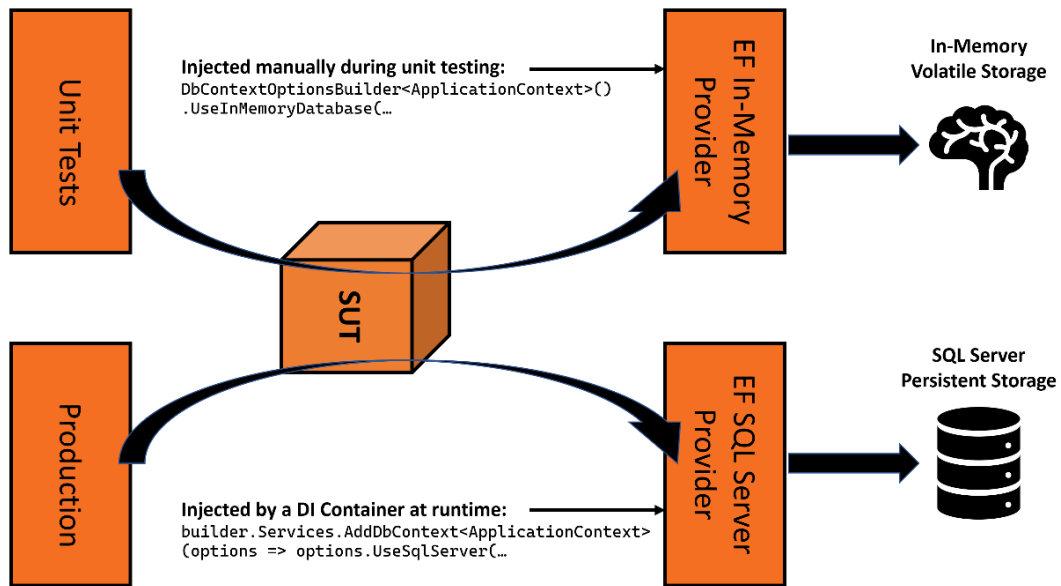 Unit Tests
Injected manually during unit testing:
DbContextOptionsBuilder<ApplicationContext>()
.UseInMemoryDatabase(…
EF In-Memory
Provider
In-Memory
Volatile Storage
SUT
Production
Injected by a DI Container at runtime:
builder.Services.AddDbContext<ApplicationContext>
(options => options.UseSqlServer(…
EF SQL Server
Provider
SQL Server
Persistent Storage